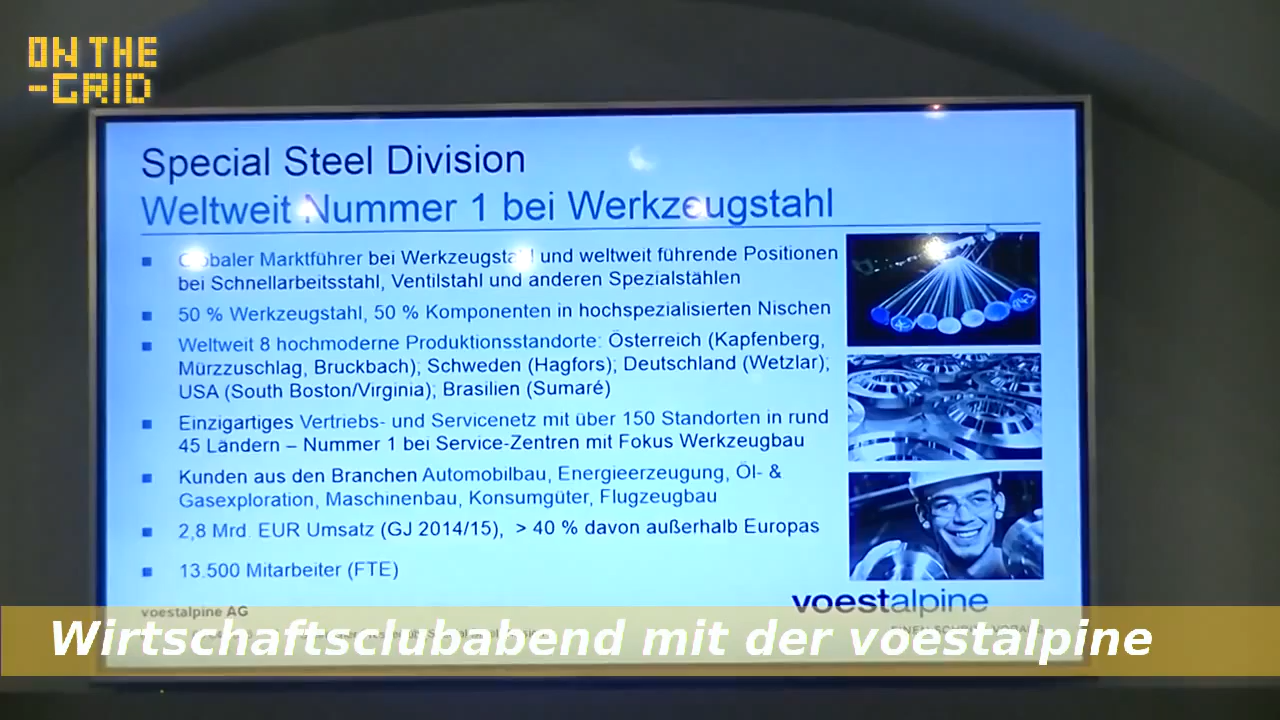 ON THE
-GRID
Special Steel Division
Weltweit Nummer 1 bei Werkzeugstahl
Globaler Marktführer bei Werkzeugstahl und weltweit führende Positionen
bei Schnellarbeitsstahl, Ventilstahl und anderen Spezialstählen
50 % Werkzeugstahl, 50 % Komponenten in hochspezialisierten Nischen
Weltweit 8 hochmoderne Produktionsstandorte: Österreich (Kapfenberg,
Mürzzuschlag, Bruckbach); Schweden (Hagfors); Deutschland (Wetzlar);
USA (South Boston/Virginia); Brasilien (Sumaré)
Einzigartiges Vertriebs- und Servicenetz mit über 150 Standorten in rund
45 Ländern – Nummer 1 bei Service-Zentren mit Fokus Werkzeugbau
Kunden aus den Branchen Automobilbau, Energieerzeugung, Öl- &
Gasexploration, Maschinenbau, Konsumgüter, Flugzeugbau
2,8 Mrd. EUR Umsatz (GJ 2014/15), > 40 % davon außerhalb Europas
13.500 Mitarbeiter (FTE)
voestalpine
voestalpine AG
Wirtschaftsclubabend mit der voestalpine